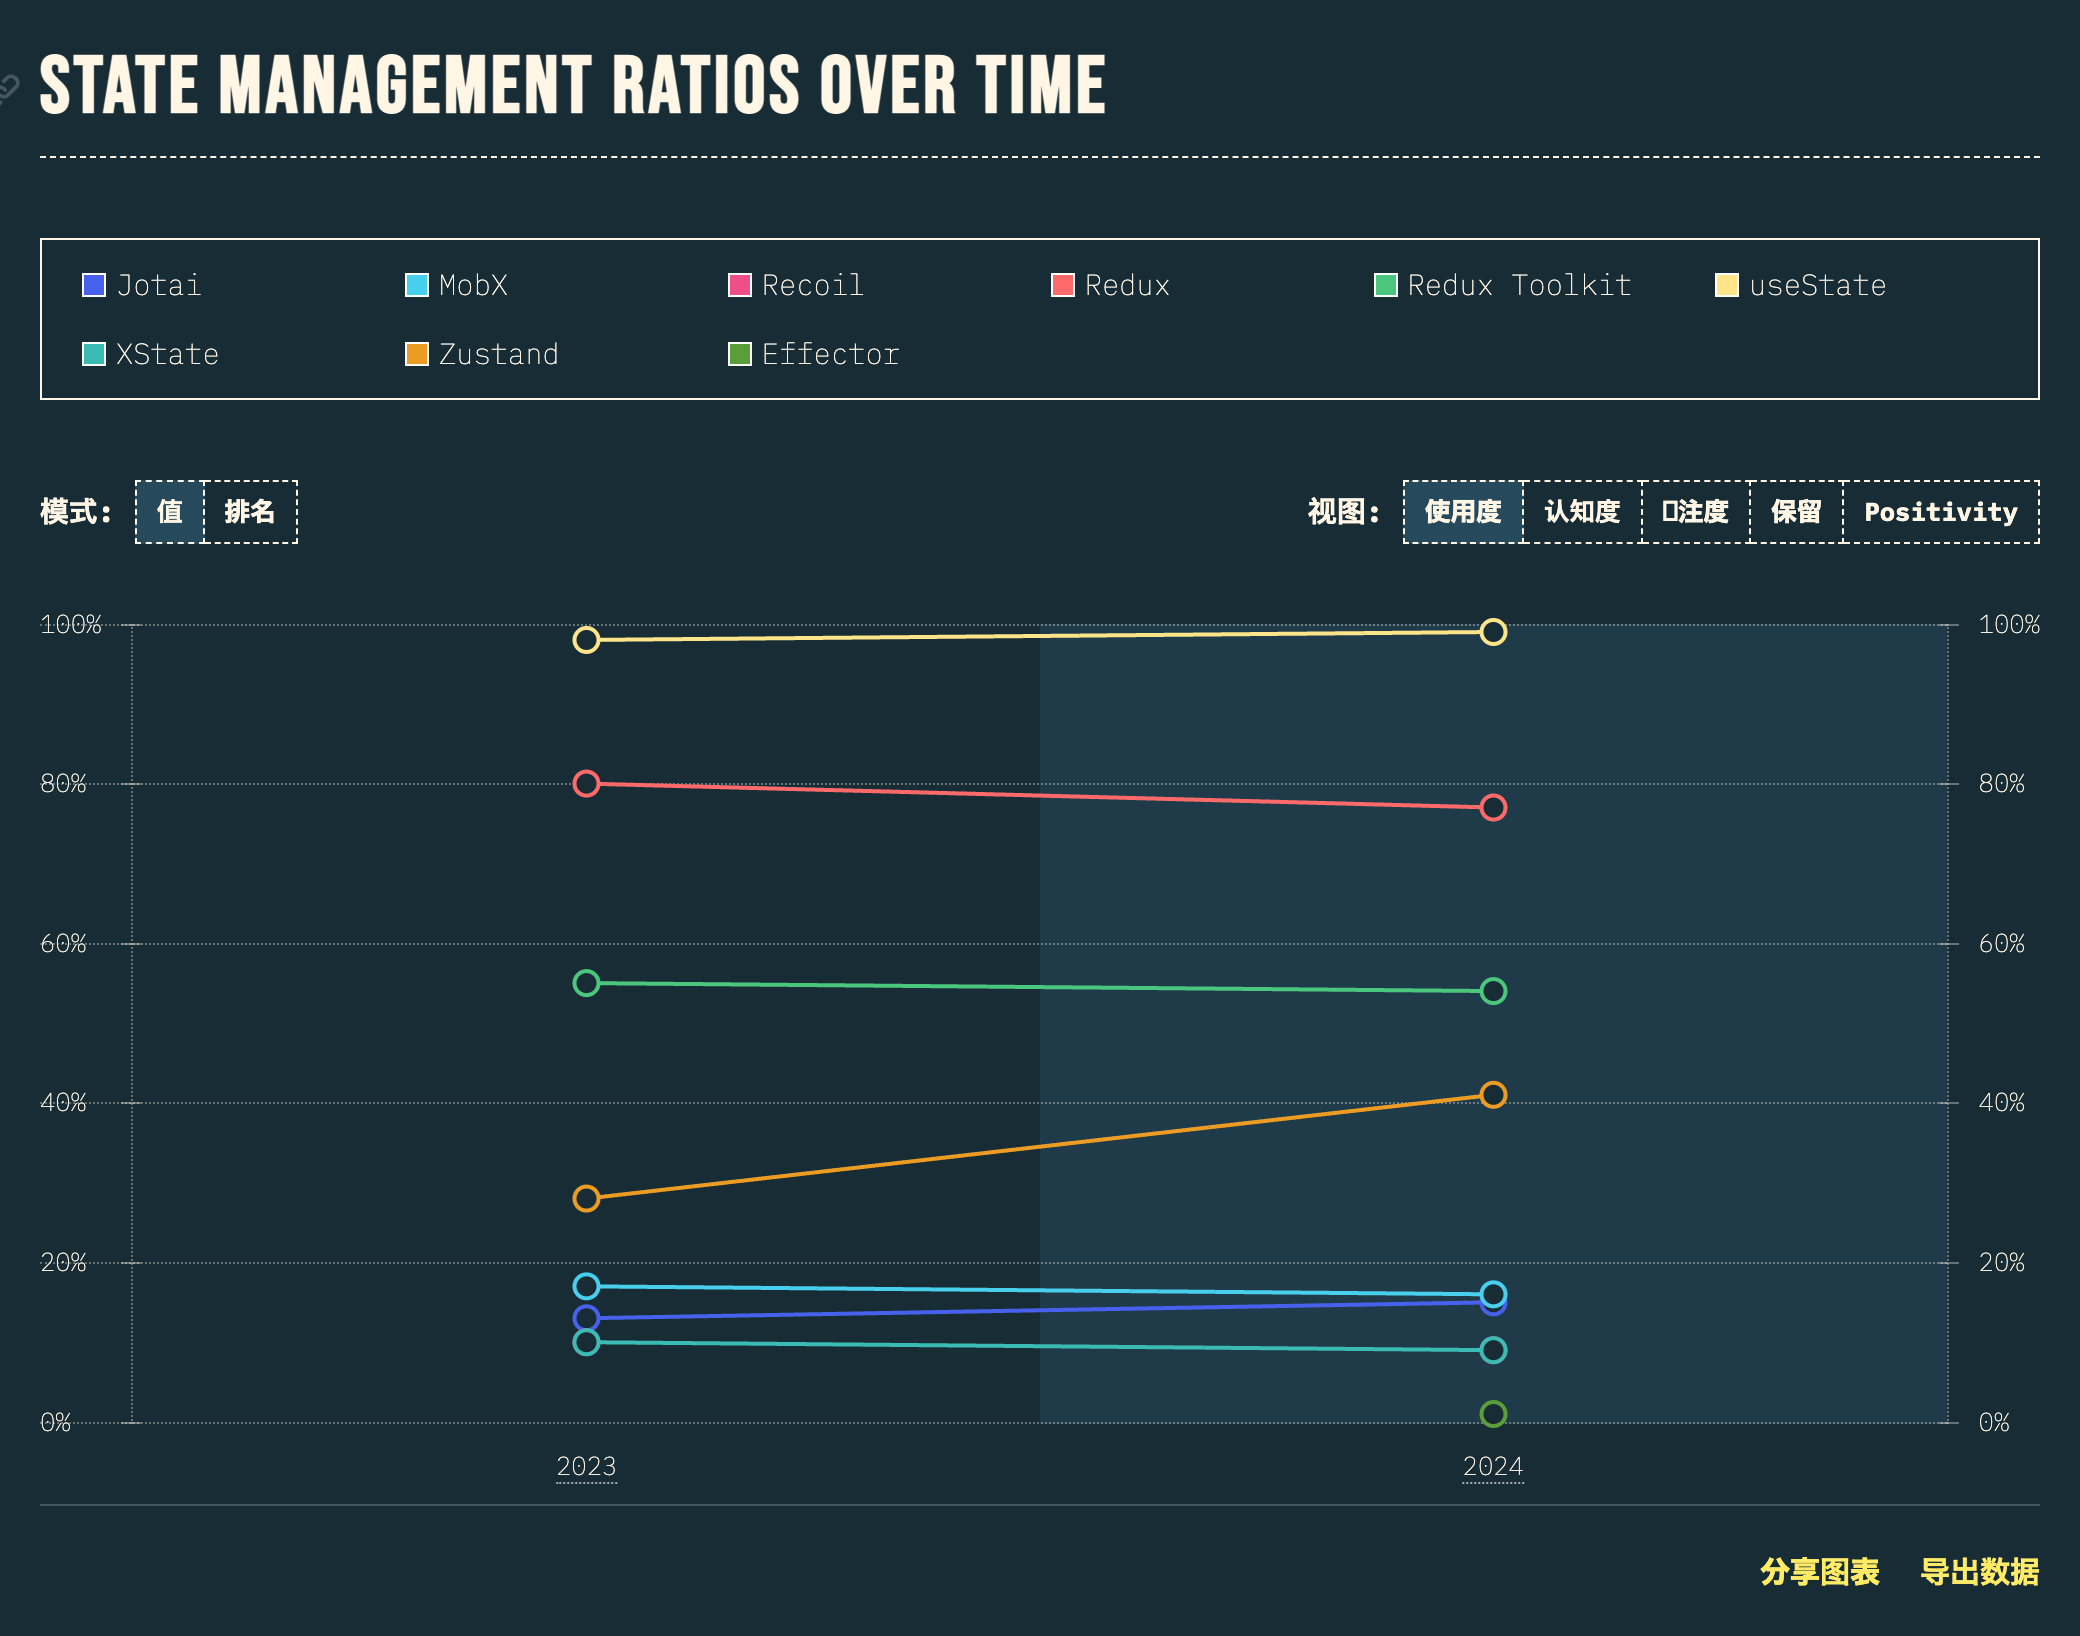 STATE MANAGEMENT RATIOS OVER TIME
Jotai MobX Recoil Redux Redux Toolkit useState
XState Zustand Effector
模式: 值 排名 视图: 使用度 认知度 注度 保留 Positivity
100% 100%
80% 80%
60% 60%
40% 40%
20% 20%
0% 0%
2023 2024
分享图表 导出数据